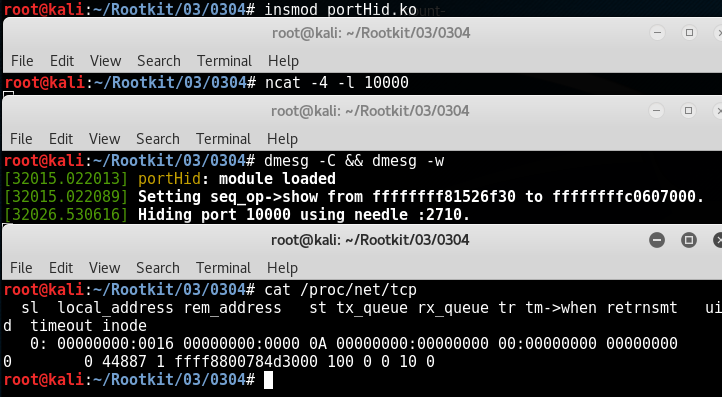 root@kali:~/Rootkit/03/0304# insmod portHid.ko
root@kali: ~/Rootkit/03/0304
File Edit View Search Terminal Help
root@kali:~/Rootkit/03/0304# ncat -4 -l 10000
root@kali: ~/Rootkit/03/0304
File Edit View Search Terminal Help
root@kali:~/Rootkit/03/0304# dmesg -C && dmesg -w
[32015.022013] portHid: module loaded
[32015.022089] Setting seq_op->show from ffffffff81526f30 to ffffffffc0607000.
[32026.530616] Hiding port 10000 using needle :2710.
root@kali: ~/Rootkit/03/0304
File Edit View Search Terminal Help
root@kali:~/Rootkit/03/0304# cat /proc/net/tcp
  sl  local_address rem_address   st tx_queue rx_queue tr tm->when retrnsmt   ui
d  timeout inode
   0: 00000000:0016 00000000:0000 0A 00000000:00000000 00:00000000 00000000
0        0 44887 1 ffff8800784d3000 100 0 0 10 0
root@kali:~/Rootkit/03/0304#